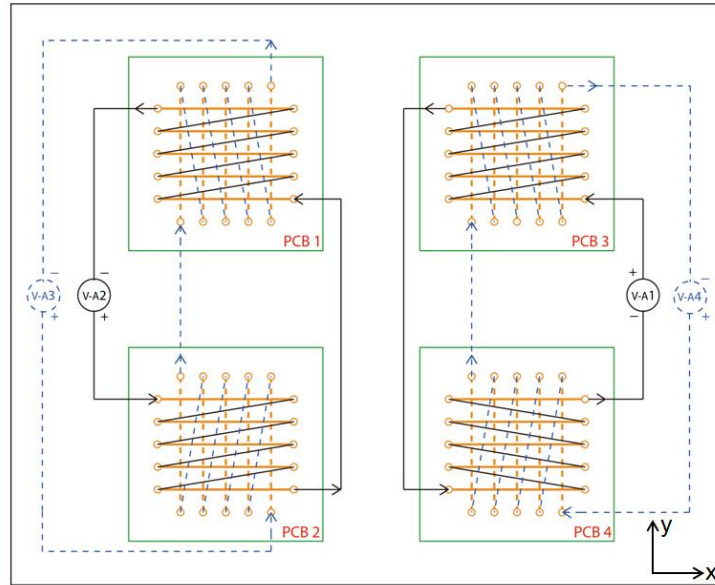 PCB 1
PCB 3
− − + −
V-A3 V-A2 V-A1 V-A4
+ + − +
PCB 2
PCB 4
y
x